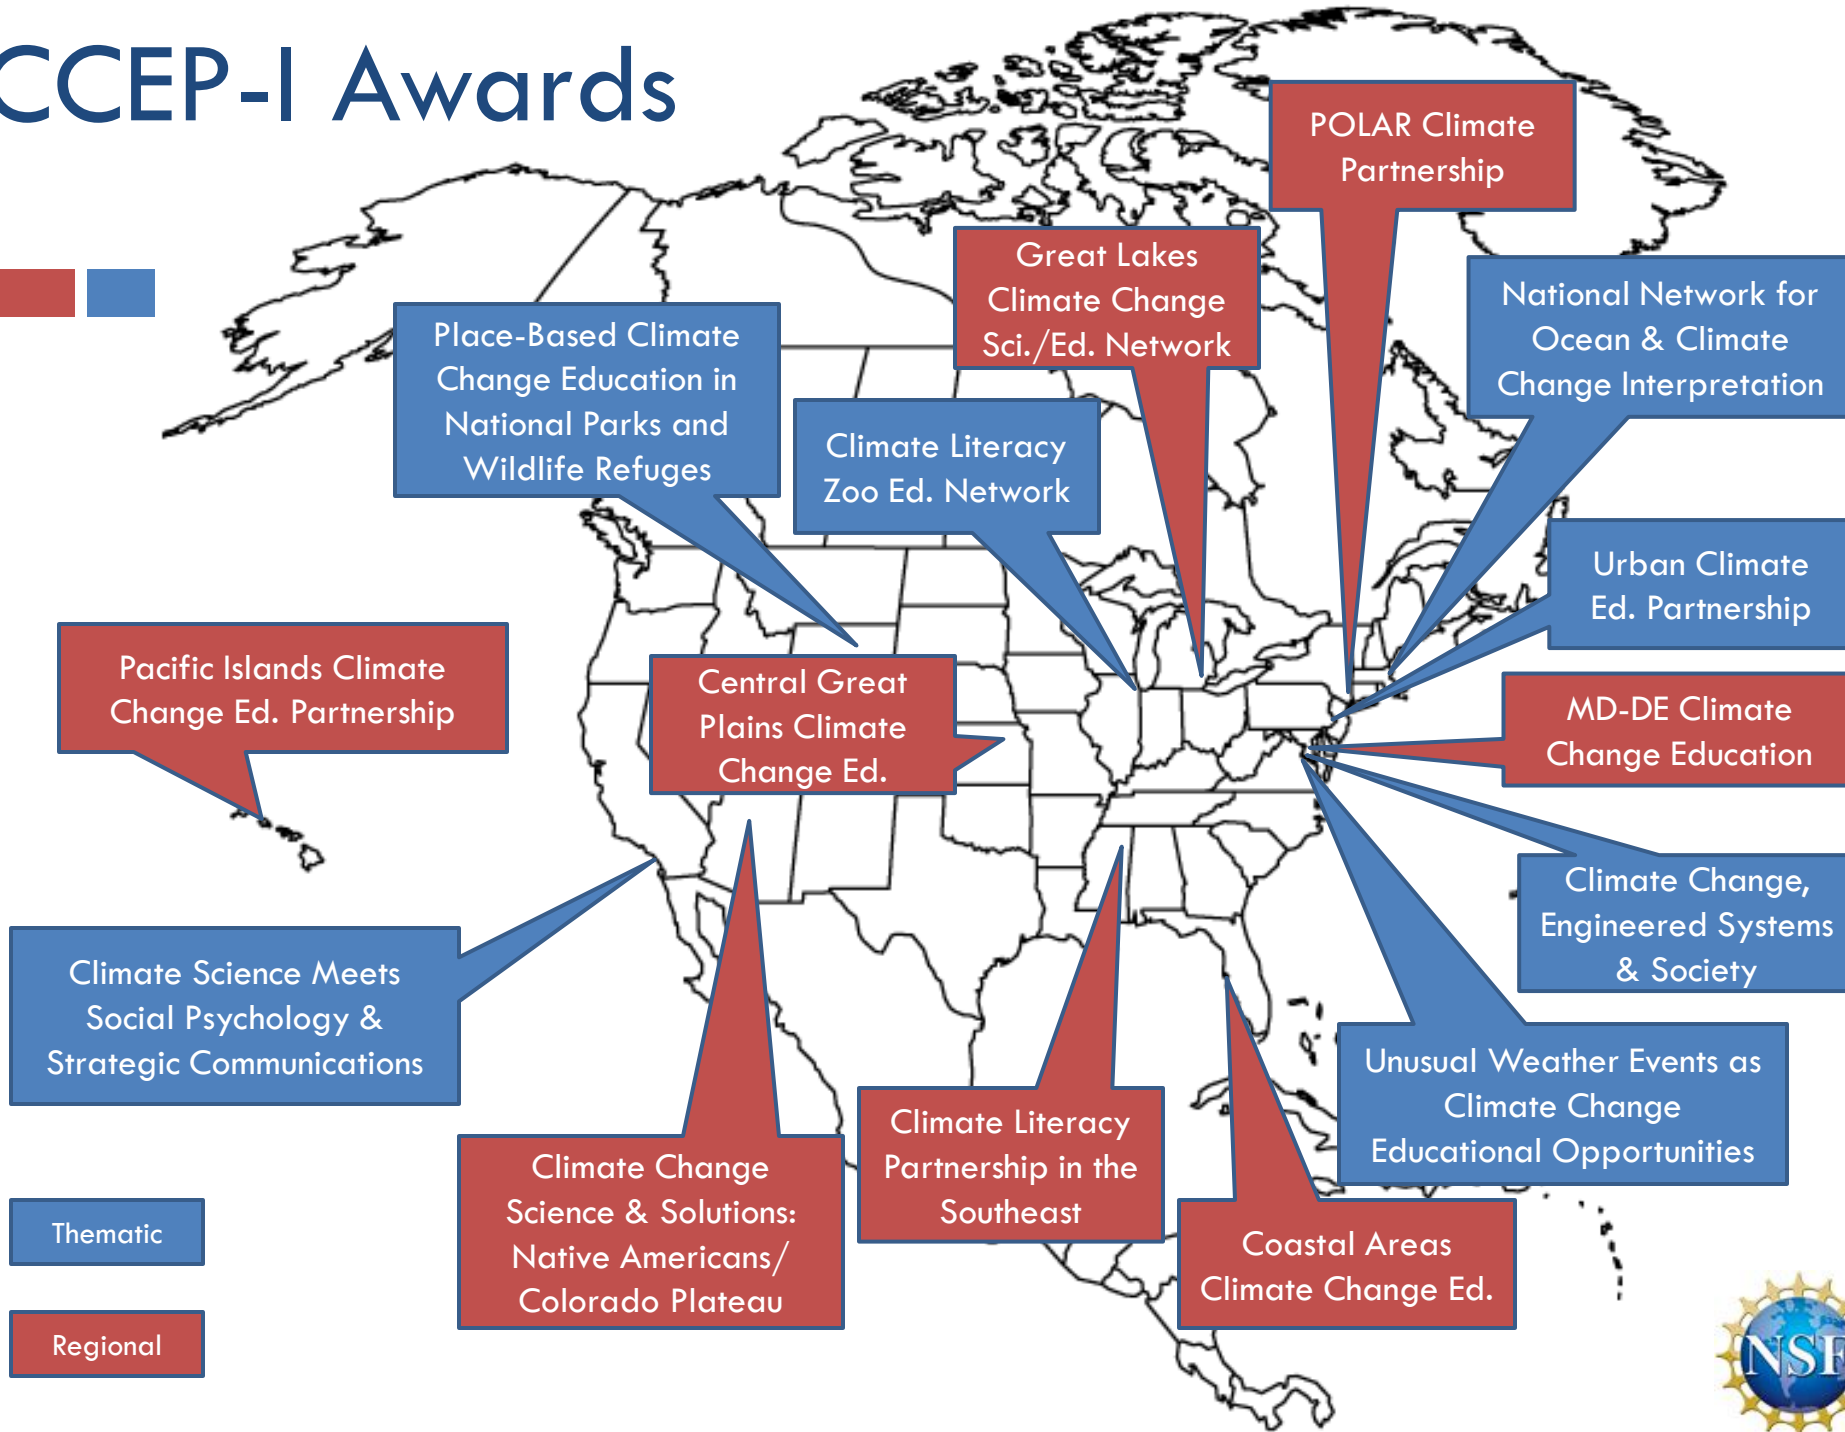 CCEP-I Awards
POLAR Climate
Partnership
Great Lakes
Climate Change
Sci./Ed. Network
National Network for
Ocean & Climate
Change Interpretation
Place-Based Climate
Change Education in
National Parks and
Wildlife Refuges
Climate Literacy
Zoo Ed. Network
Urban Climate
Ed. Partnership
Pacific Islands Climate
Change Ed. Partnership
Central Great
Plains Climate
Change Ed.
MD-DE Climate
Change Education
Climate Change,
Engineered Systems
& Society
Climate Science Meets
Social Psychology &
Strategic Communications
Unusual Weather Events as
Climate Change
Educational Opportunities
Climate Literacy
Partnership in the
Southeast
Climate Change
Science & Solutions:
Native Americans/
Colorado Plateau
Coastal Areas
Climate Change Ed.
Thematic
Regional
NSF